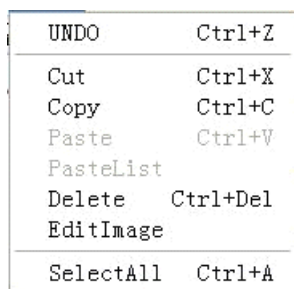 UNDO Ctrl+Z
Cut Ctrl+X
Copy Ctrl+C
Paste Ctrl+V
PasteList
Delete Ctrl+Del
EditImage
SelectAll Ctrl+A